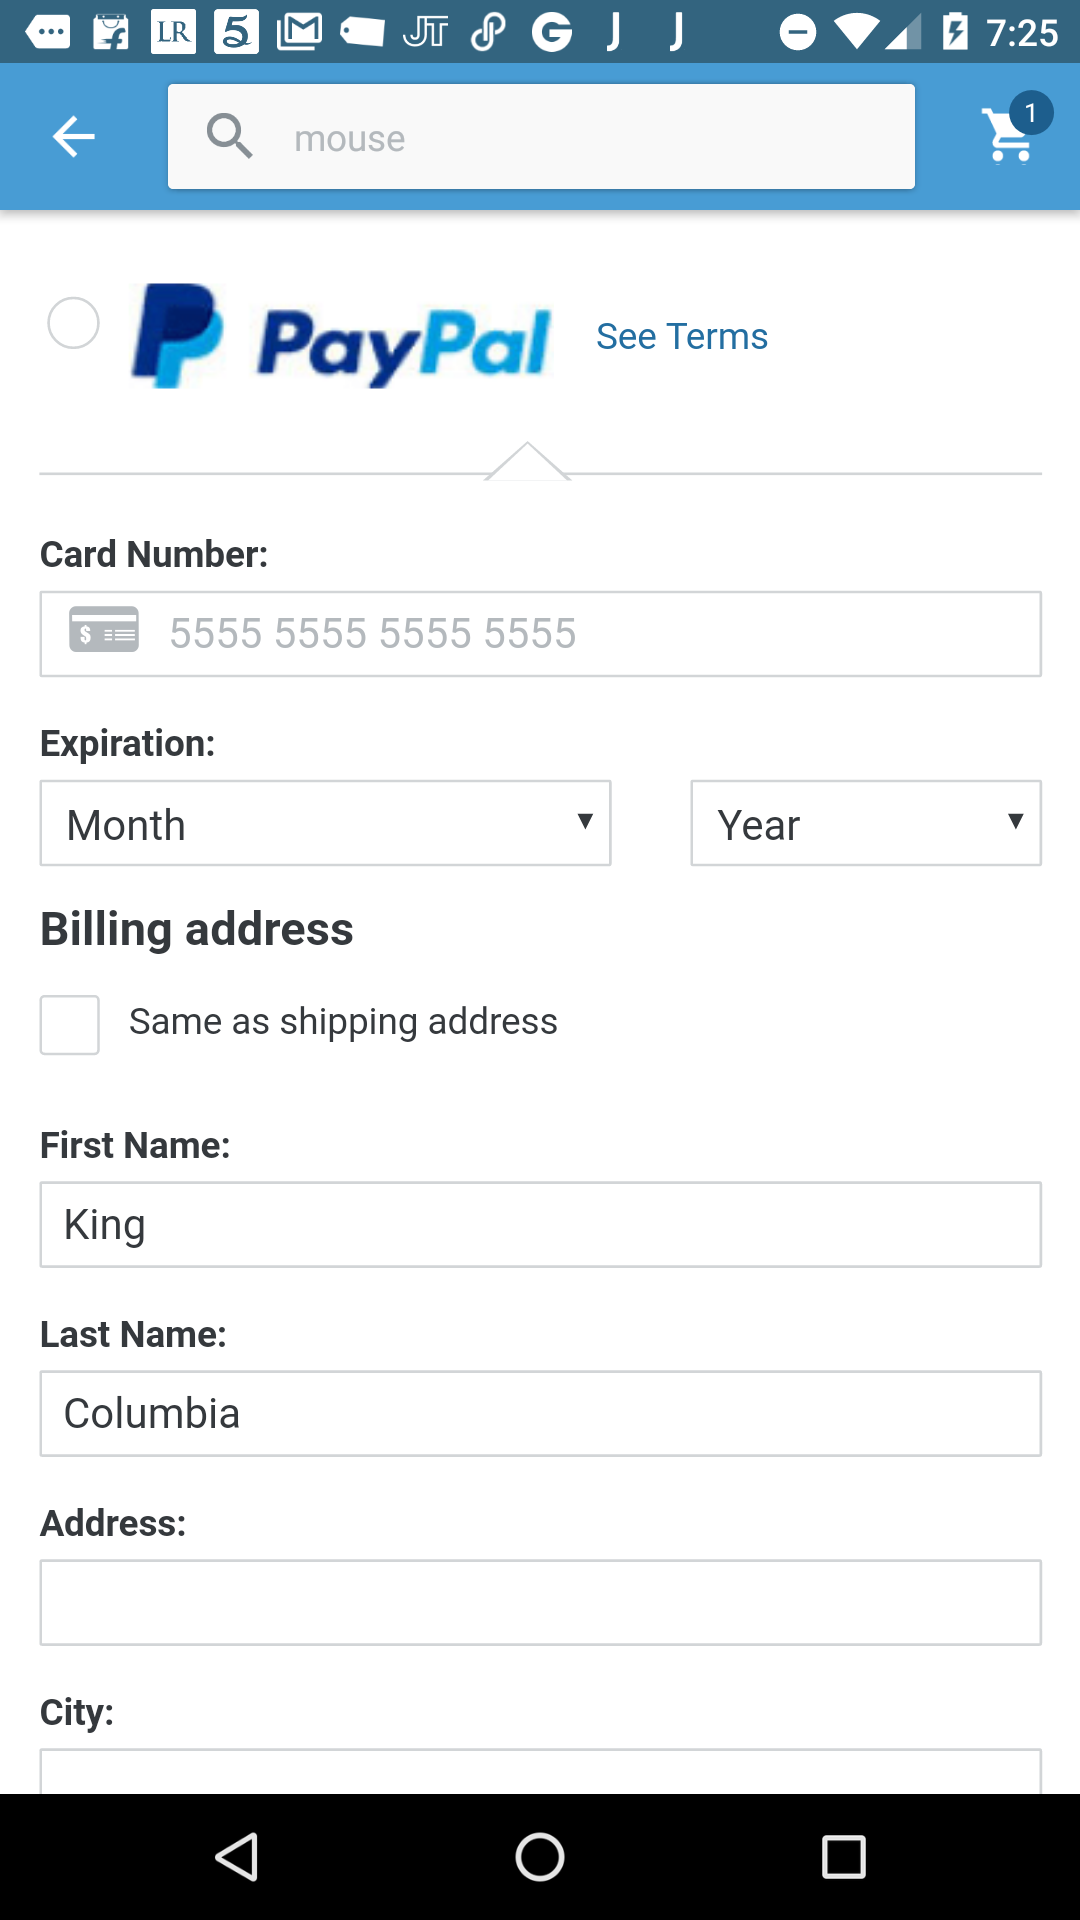 LR 5 JT G J J 7:25
mouse 1
PayPal See Terms
Card Number:
$ 5555 5555 5555 5555
Expiration:
Month Year
Billing address
Same as shipping address
First Name:
King
Last Name:
Columbia
Address:
City: